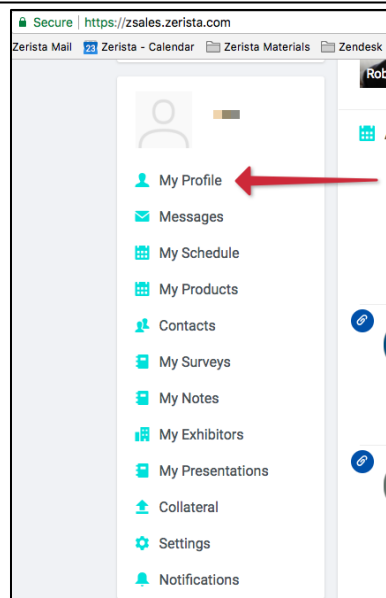 Secure | https://zsales.zerista.com
Zerista Mail 23 Zerista - Calendar Zerista Materials Zendesk
Rob
My Profile
Messages
My Schedule
My Products
Contacts
My Surveys
My Notes
My Exhibitors
My Presentations
Collateral
Settings
Notifications